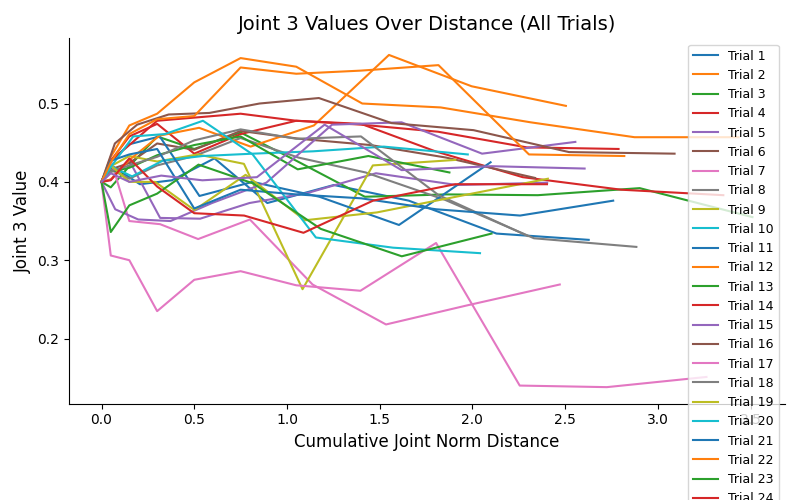 Joint 3 Values Over Distance (All Trials)
Joint 3 Value
0.5
0.4
0.3
0.2
0.0
0.5
1.0
1.5
2.0
2.5
3.0
3.5
Cumulative Joint Norm Distance
Trial 1
Trial 2
Trial 3
Trial 4
Trial 5
Trial 6
Trial 7
Trial 8
Trial 9
Trial 10
Trial 11
Trial 12
Trial 13
Trial 14
Trial 15
Trial 16
Trial 17
Trial 18
Trial 19
Trial 20
Trial 21
Trial 22
Trial 23
Trial 24